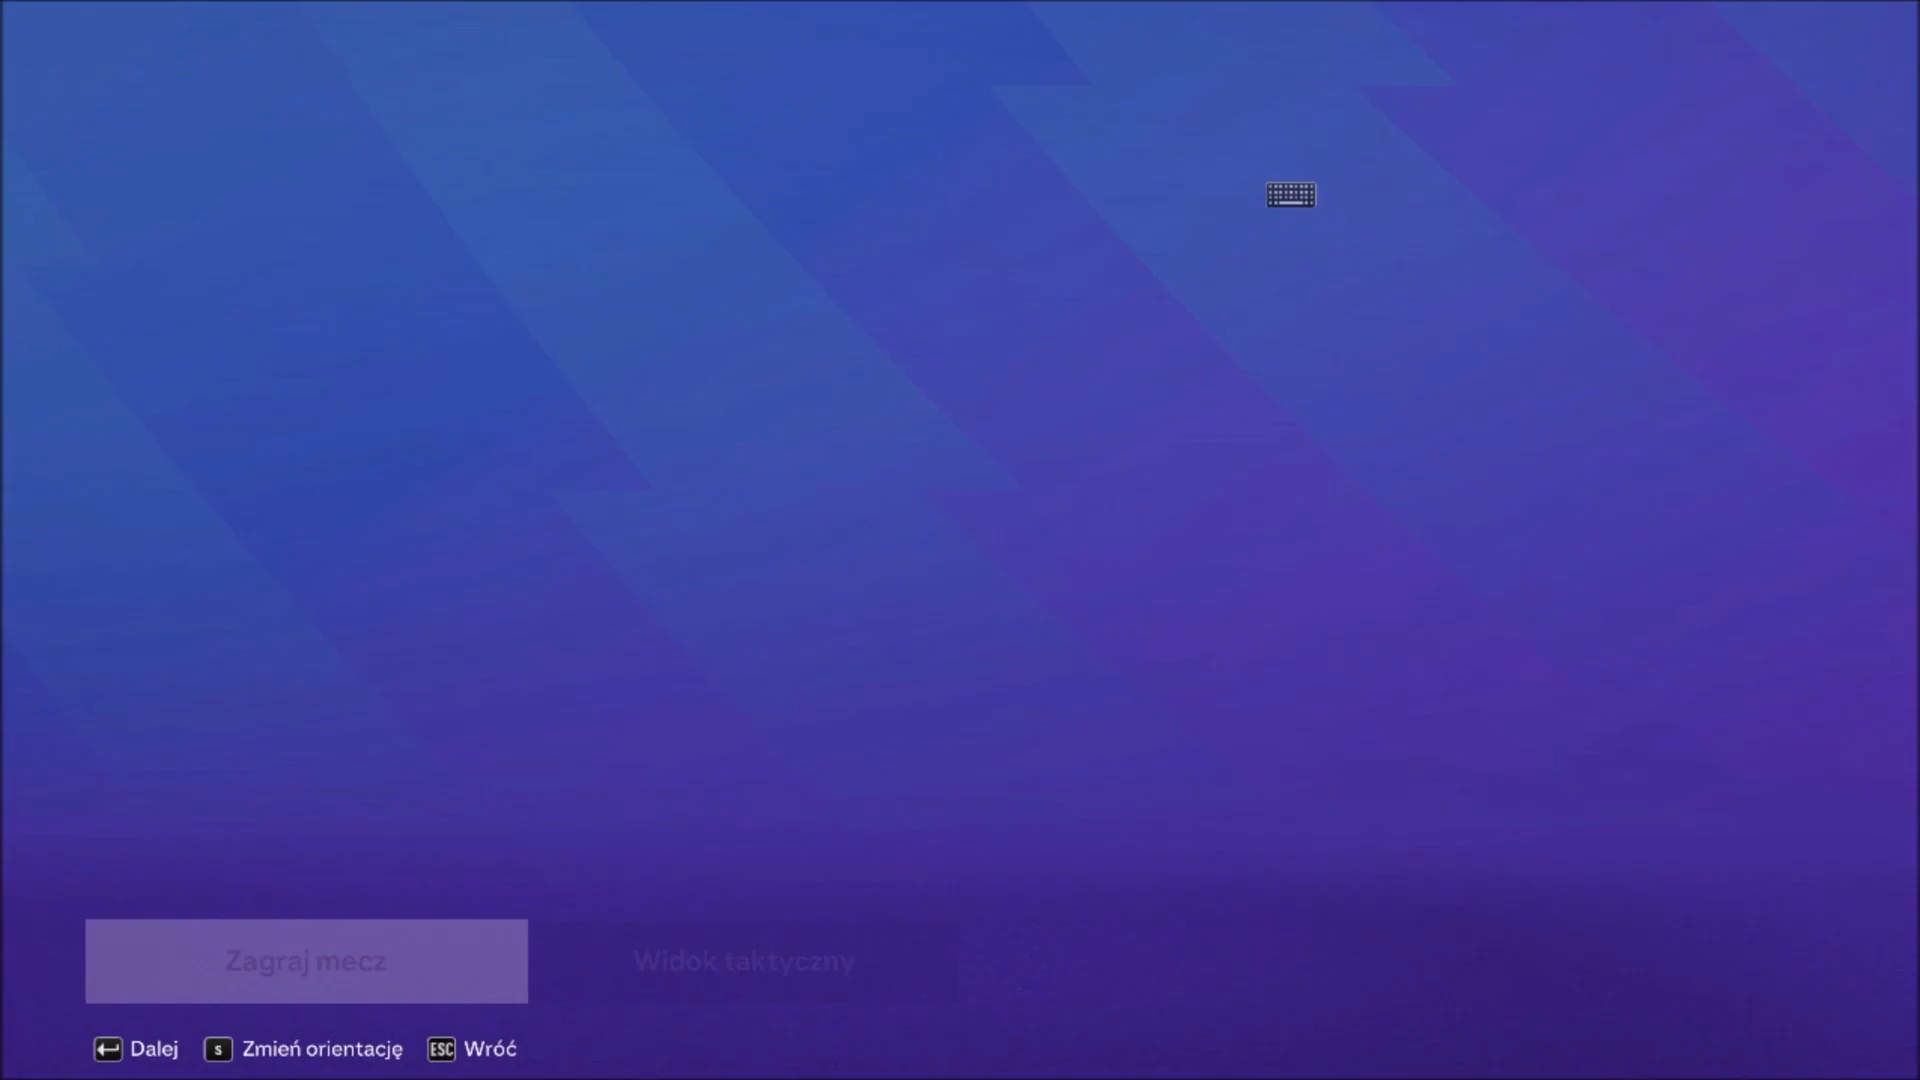 Zagraj mecz
Widok taktyczny
Dalej
s Zmień orientację
ESC Wróć